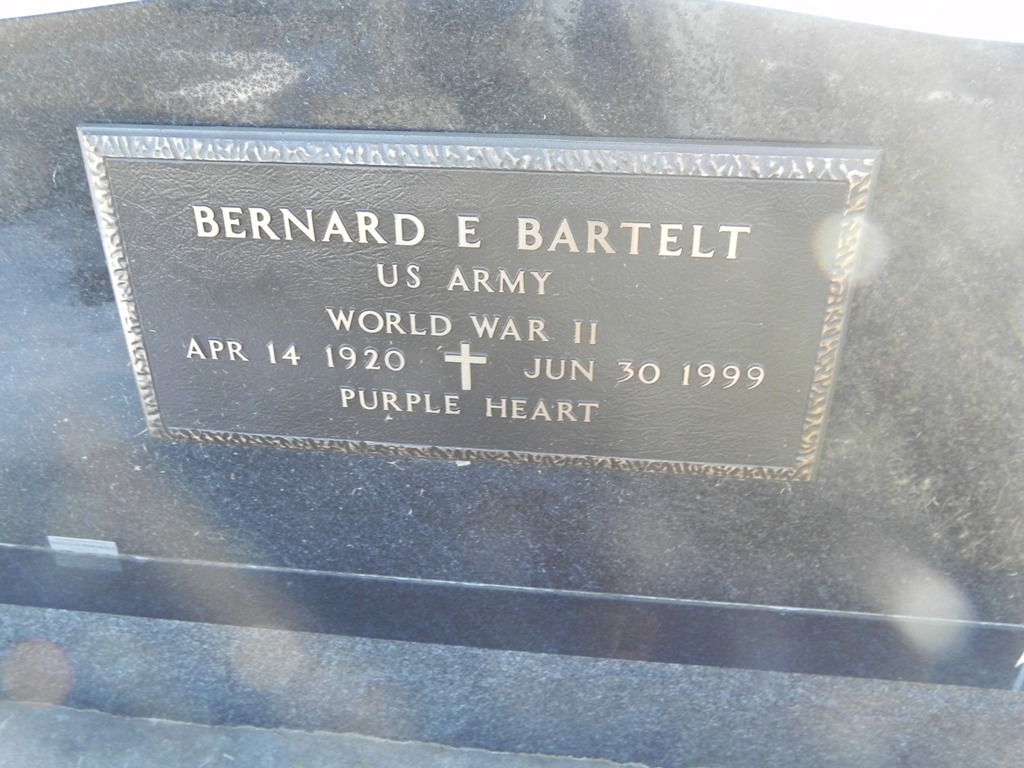 BERNARD E BARTELT
US ARMY
WORLD WAR II
APR 14 1920 JUN 30 1999
PURPLE HEART